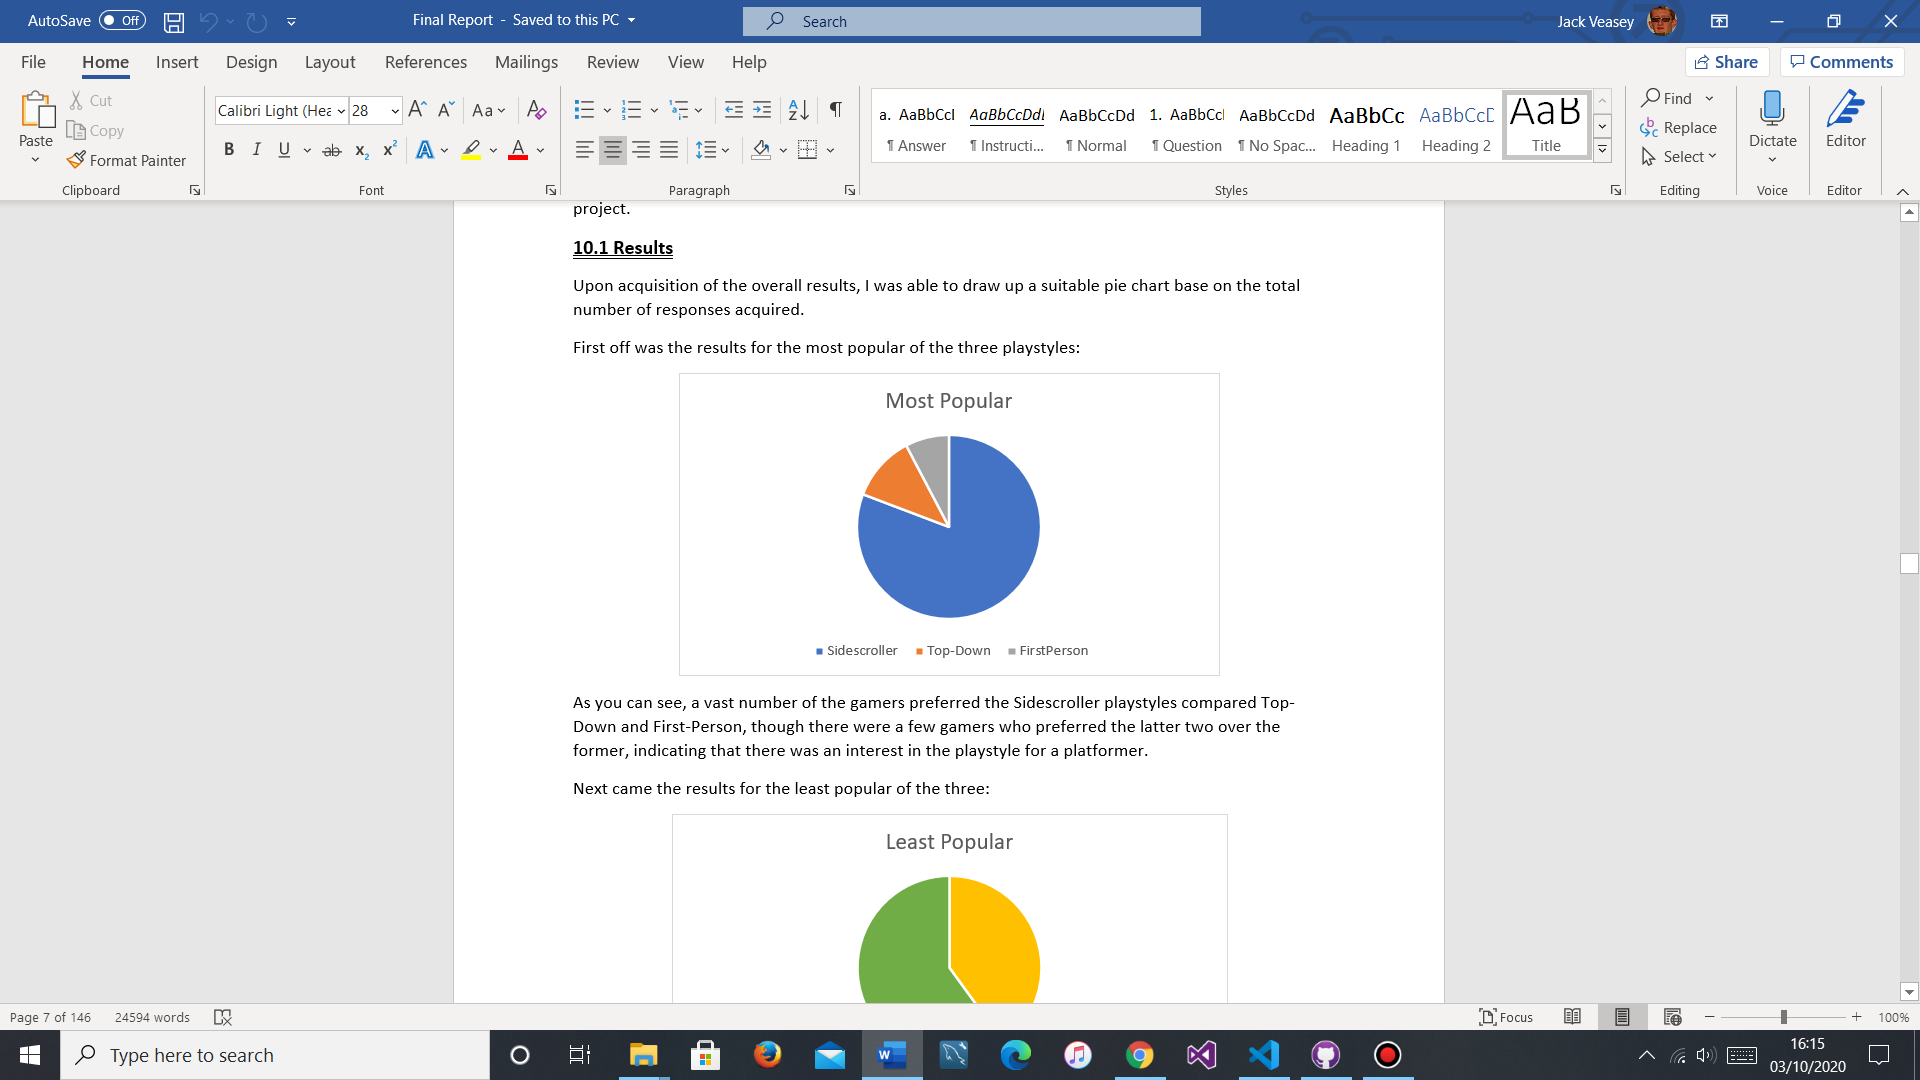 AutoSave Off Final Report - Saved to this PC Search Jack Veasey
File Home Insert Design Layout References Mailings Review View Help Share Comments
Paste
Cut
Copy
Format Painter
Clipboard
Calibri Light (Hea 28
Font
Paragraph
a. AaBbCcI AaBbCcDdI AaBbCcDd 1. AaBbCcI AaBbCcDd AaBbCc AaBbCcD AaB
¶ Answer ¶ Instructi... ¶ Normal ¶ Question ¶ No Spac... Heading 1 Heading 2 Title
Styles
Find
Replace
Select
Editing
Dictate
Voice
Editor
Editor
project.
10.1 Results
Upon acquisition of the overall results, I was able to draw up a suitable pie chart base on the total
number of responses acquired.
First off was the results for the most popular of the three playstyles:
Most Popular
Sidescroller Top-Down FirstPerson
As you can see, a vast number of the gamers preferred the Sidescroller playstyles compared Top-
Down and First-Person, though there were a few gamers who preferred the latter two over the
former, indicating that there was an interest in the playstyle for a platformer.
Next came the results for the least popular of the three:
Least Popular
Page 7 of 146 24594 words Focus 100%
Type here to search
16:15
03/10/2020